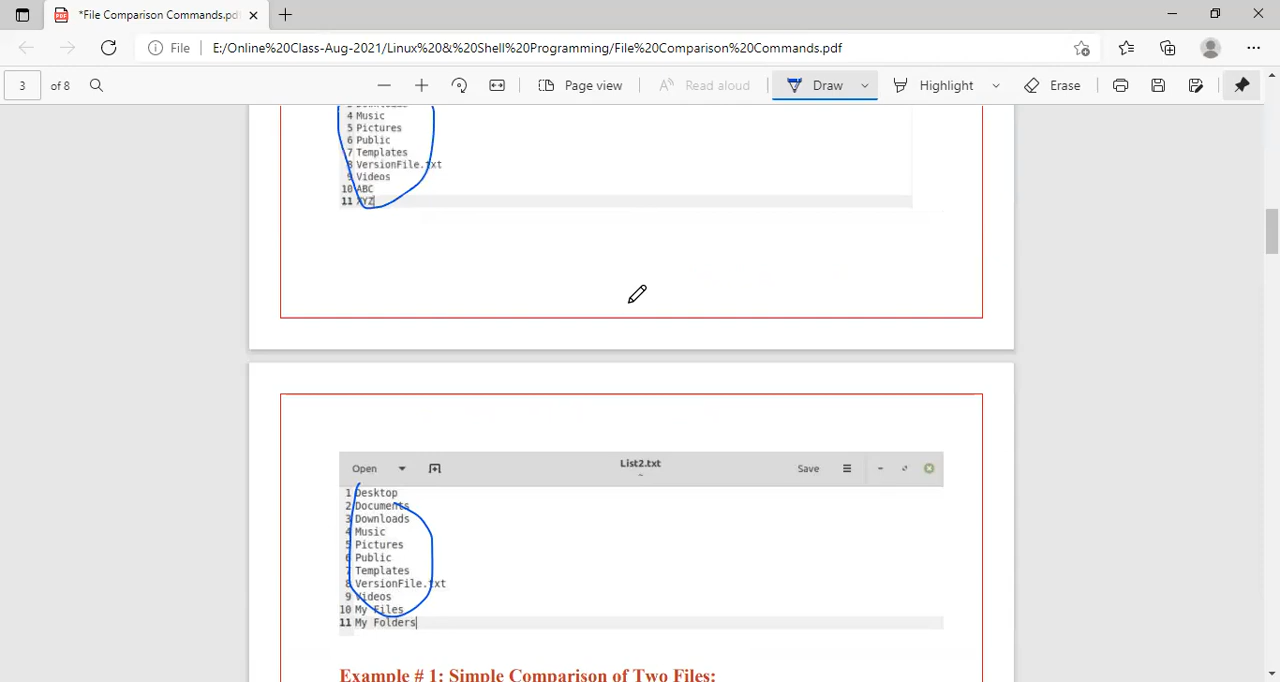 *File Comparison Commands.pd
File
E:/Online%20Class-Aug-2021/Linux%20&%20Shell%20Programming/File%20Comparison%20Commands.pdf
3 of 8
Page view
Read aloud
Draw
Highlight
Erase
4 Music
5 Pictures
6 Public
7 Templates
8 VersionFile.txt
9 Videos
10 ABC
11 XYZ
Open
List2.txt
~
Save
1 Desktop
2 Documents
3 Downloads
4 Music
5 Pictures
6 Public
7 Templates
8 VersionFile.txt
9 Videos
10 My Files
11 My Folders
Example # 1: Simple Comparison of Two Files: